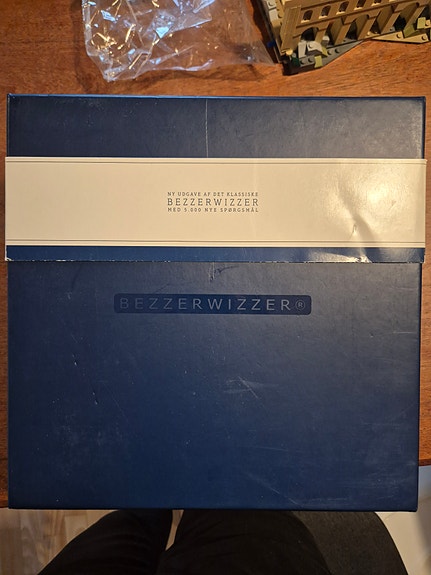 NY UDGAVE AF DET KLASSISKE
BEZZERWIZZER
MED 5.000 NYE SPØRGSMÅL
BEZZERWIZZER®